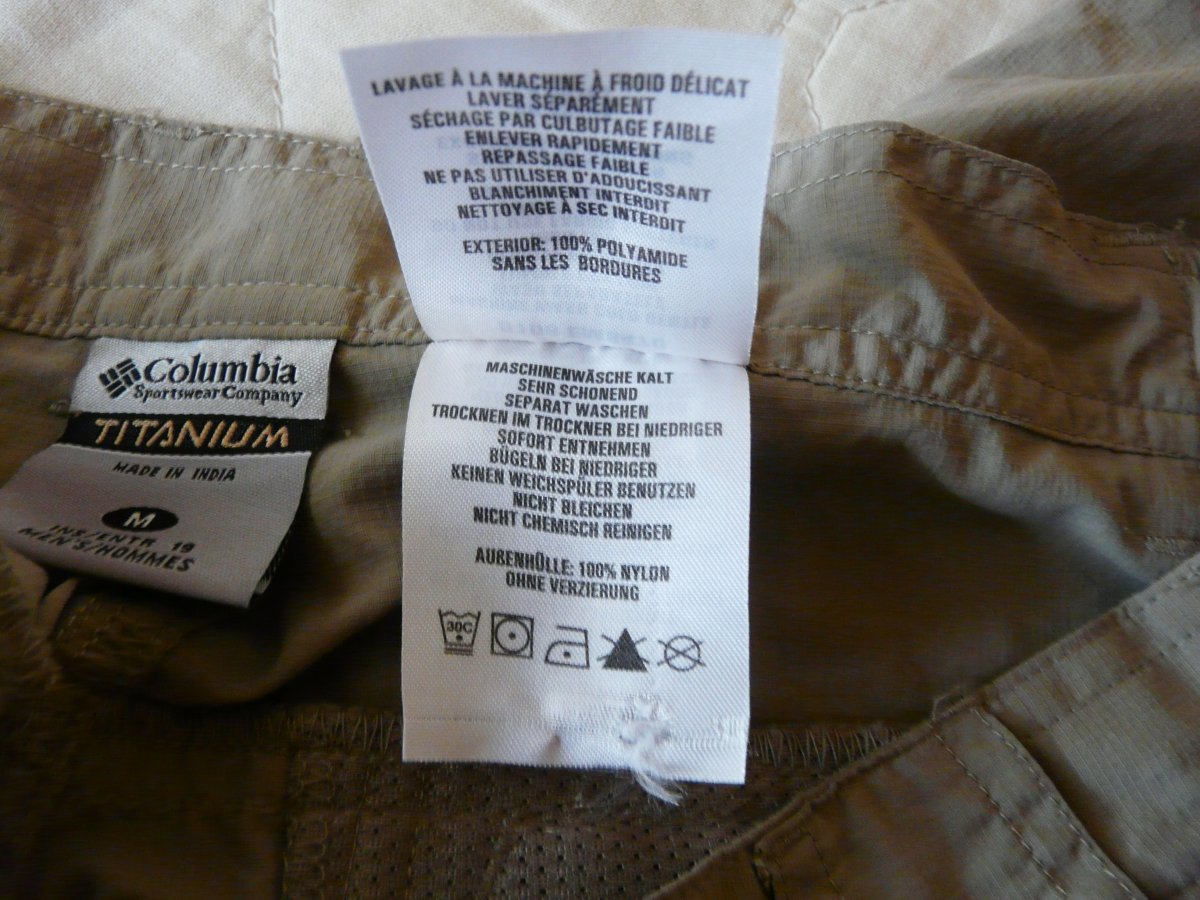 LAVAGE À LA MACHINE À FROID DÉLICAT
LAVER SÉPARÉMENT
SÉCHAGE PAR CULBUTAGE FAIBLE
ENLEVER RAPIDEMENT
REPASSAGE FAIBLE
NE PAS UTILISER D'ADOUCISSANT
BLANCHIMENT INTERDIT
NETTOYAGE À SEC INTERDIT
EXTERIOR: 100% POLYAMIDE
SANS LES BORDURES
Columbia
Sportswear Company
TITANIUM
MADE IN INDIA
M
INS/ENTR 19
MEN'S/HOMMES
MASCHINENWÄSCHE KALT
SEHR SCHONEND
SEPARAT WASCHEN
TROCKNEN IM TROCKNER BEI NIEDRIGER
SOFORT ENTNEHMEN
BÜGELN BEI NIEDRIGER
KEINEN WEICHSPÜLER BENUTZEN
NICHT BLEICHEN
NICHT CHEMISCH REINIGEN
AUßENHÜLLE: 100% NYLON
OHNE VERZIERUNG
30C